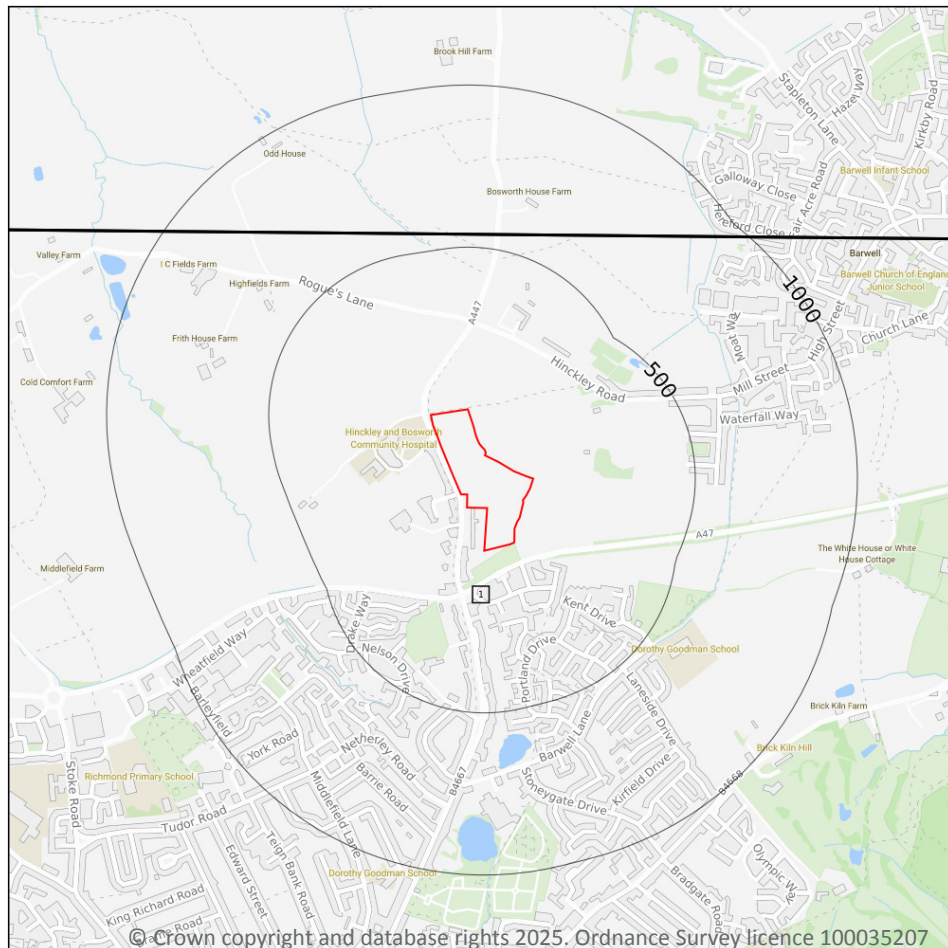 Brook Hill Farm
Stapleton Lane
Hazel Way
Kirkby Road
Odd House
Barwell Infant School
Galloway Close
Fair Acre Road
Bosworth House Farm
Hereford Close
Valley Farm
I C Fields Farm
Barwell
Barwell Church of England
Junior School
Highfields Farm
Rogue's Lane
A447
1000
High Street
Church Lane
Frith House Farm
Moat Way
Cold Comfort Farm
Hinckley Road
500
Mill Street
Waterfall Way
Hinckley and Bosworth
Community Hospital
A47
The White House or White
House Cottage
Middlefield Farm
1
Drake Way
Kent Drive
Wheatfield Way
Nelson Drive
Portland Drive
Dorothy Goodman School
Laneside Drive
Barleyfield
Brick Kiln Farm
York Road
Netherley Road
Barwell Lane
Brick Kiln Hill
Stoke Road
Richmond Primary School
Barrie Road
B4667
Kirfield Drive
B4668
Middlefield Lane
Stoneygate Drive
Tudor Road
Teign Bank Road
Edward Street
Olympic Way
Dorothy Goodman School
Bradgate Road
King Richard Road
© Crown copyright and database rights 2025. Ordnance Survey licence 100035207